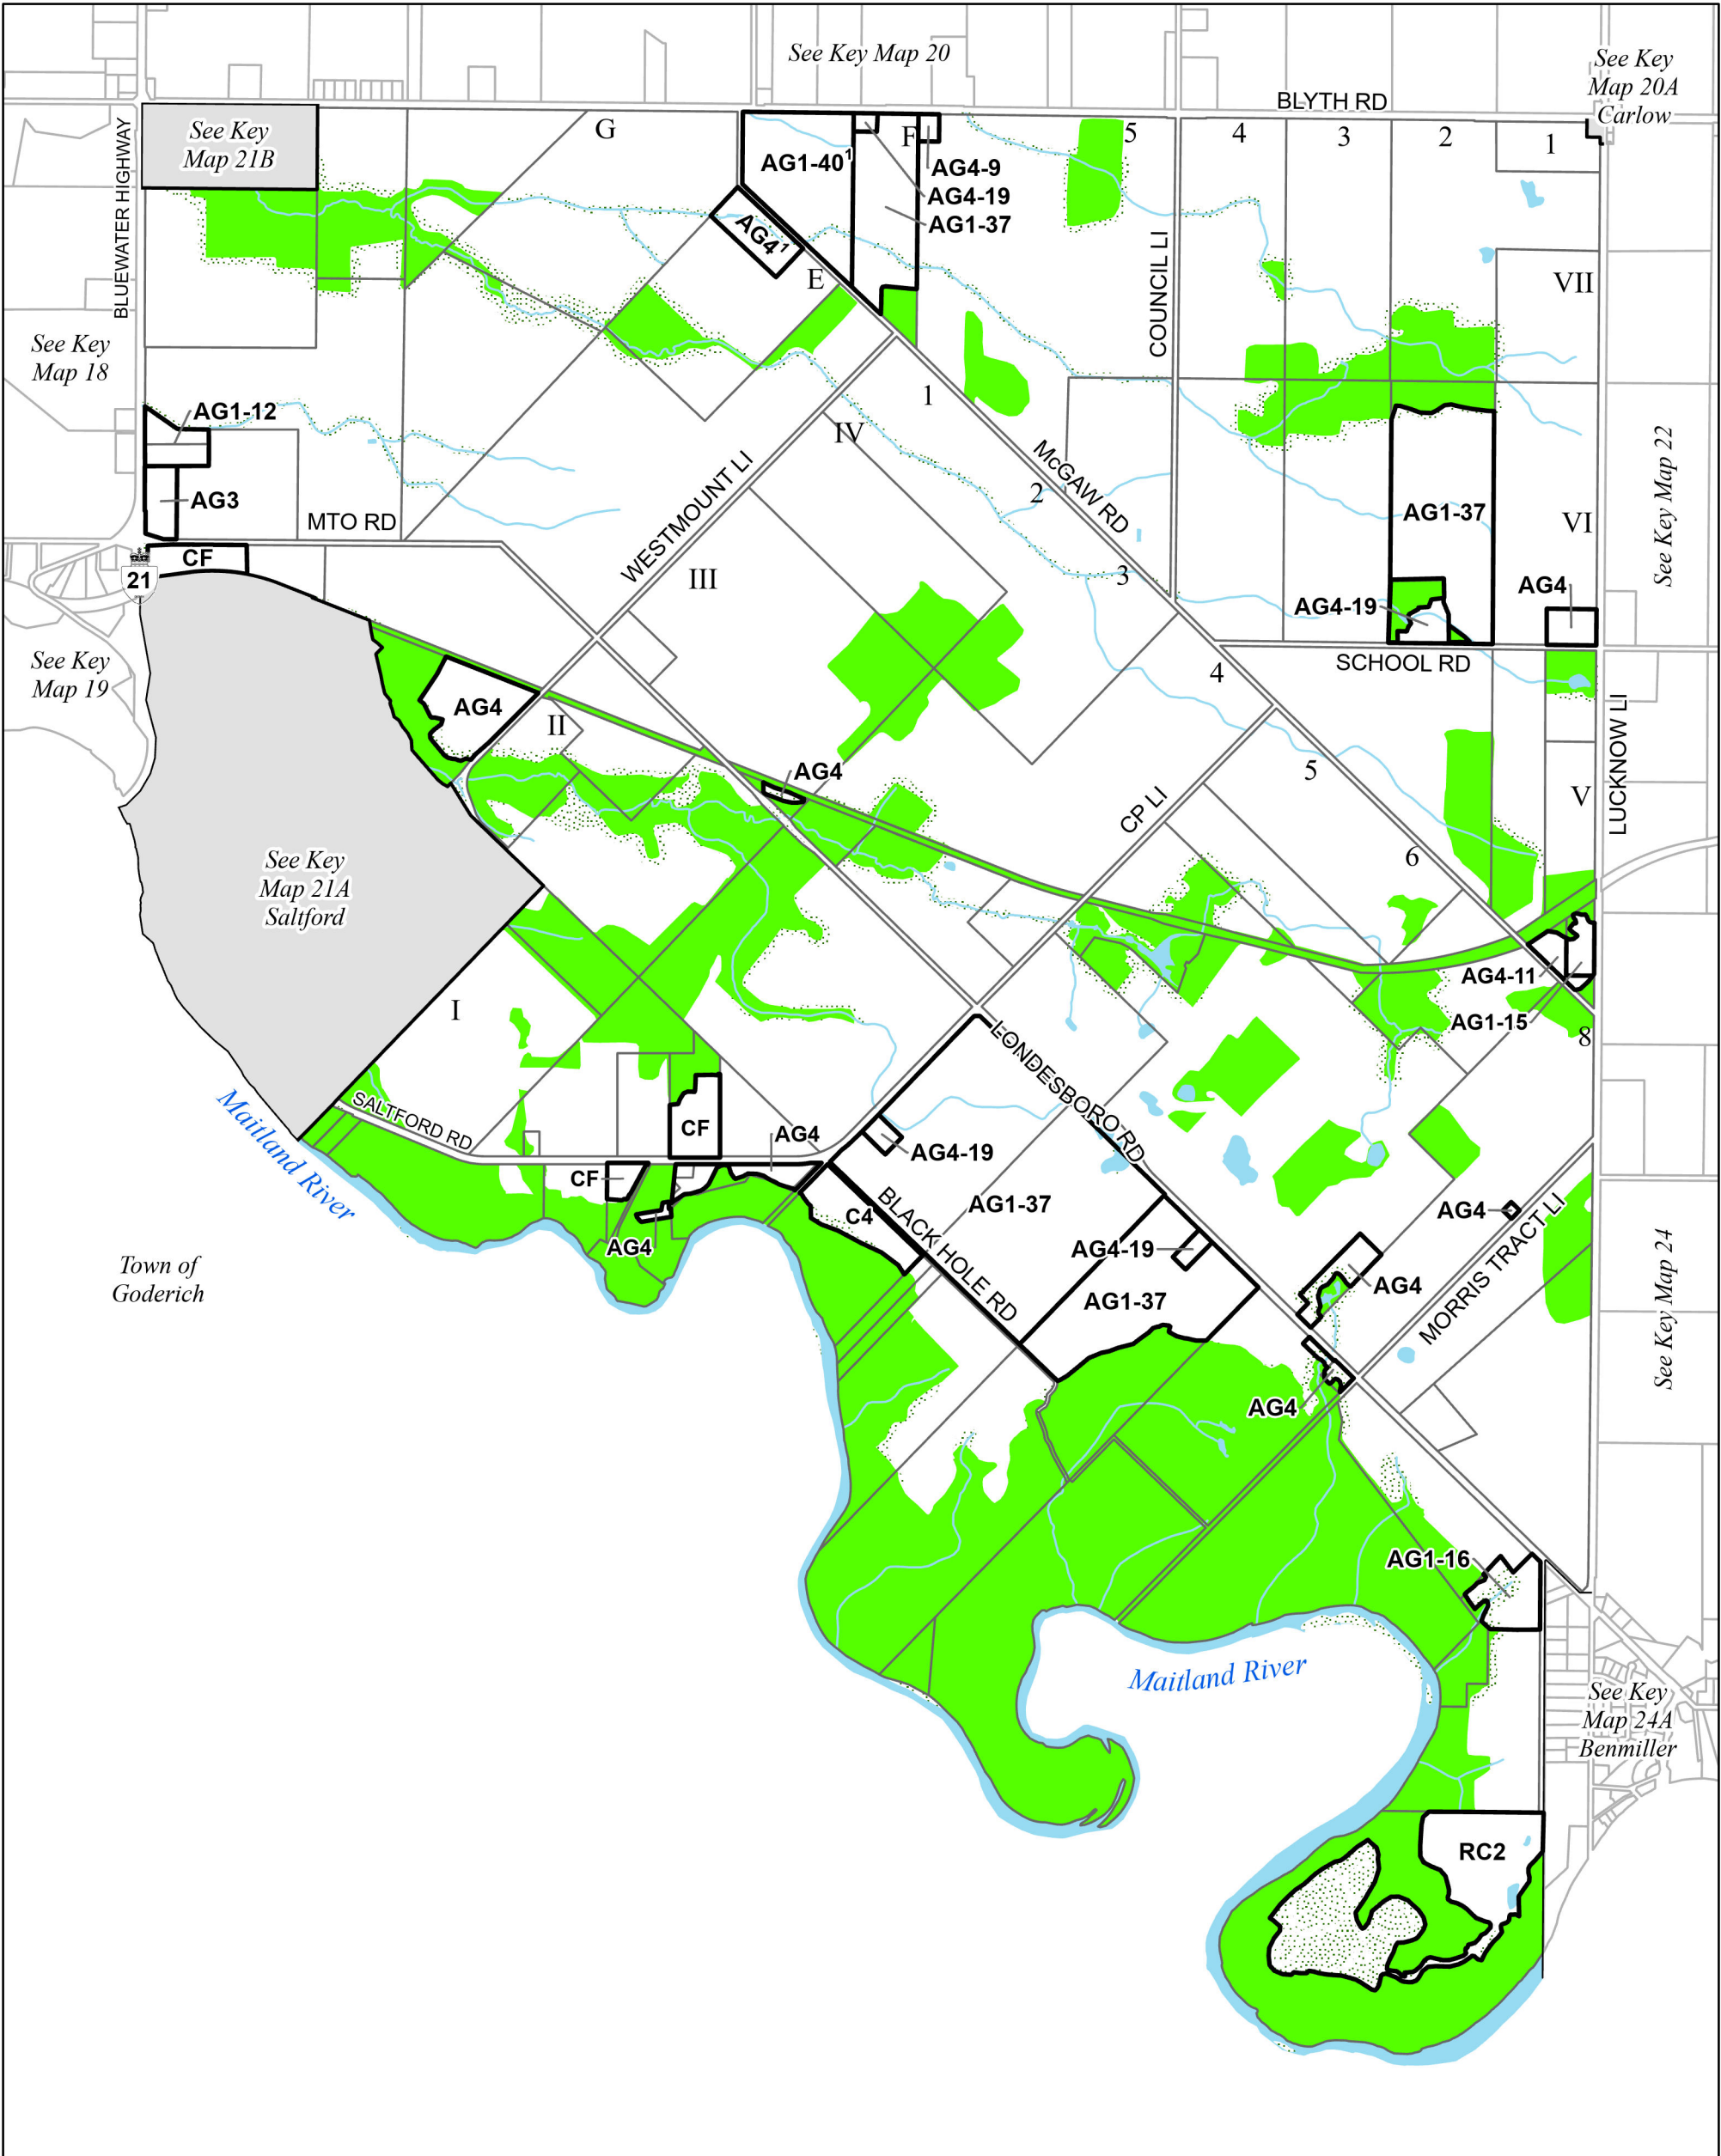 See Key Map 20
See Key
Map 20A
Carlow
BLYTH RD
See Key
Map 21B
G
F
5
4
3
2
1
AG1-40¹
AG4-9
AG4-19
AG1-37
BLUEWATER HIGHWAY
AG4¹
E
COUNCIL LI
VII
See Key
Map 18
AG1-12
1
IV
McGAW RD
WESTMOUNT LI
AG3
MTO RD
2
AG1-37
VI
See Key Map 22
CF
21
III
3
AG4-19
AG4
See Key
Map 19
SCHOOL RD
4
AG4
II
LUCKNOW LI
AG4
5
V
CP LI
See Key
Map 21A
Saltford
6
AG4-11
AG1-15
I
8
LONDESBORO RD
SALTFORD RD
Maitland River
CF
AG4
AG4-19
CF
C4
BLACK HOLE RD
AG1-37
AG4
MORRIS TRACT LI
AG4
AG4-19
Town of
Goderich
AG4
AG1-37
See Key Map 24
AG4
AG1-16
Maitland River
See Key
Map 24A
Benmiller
RC2